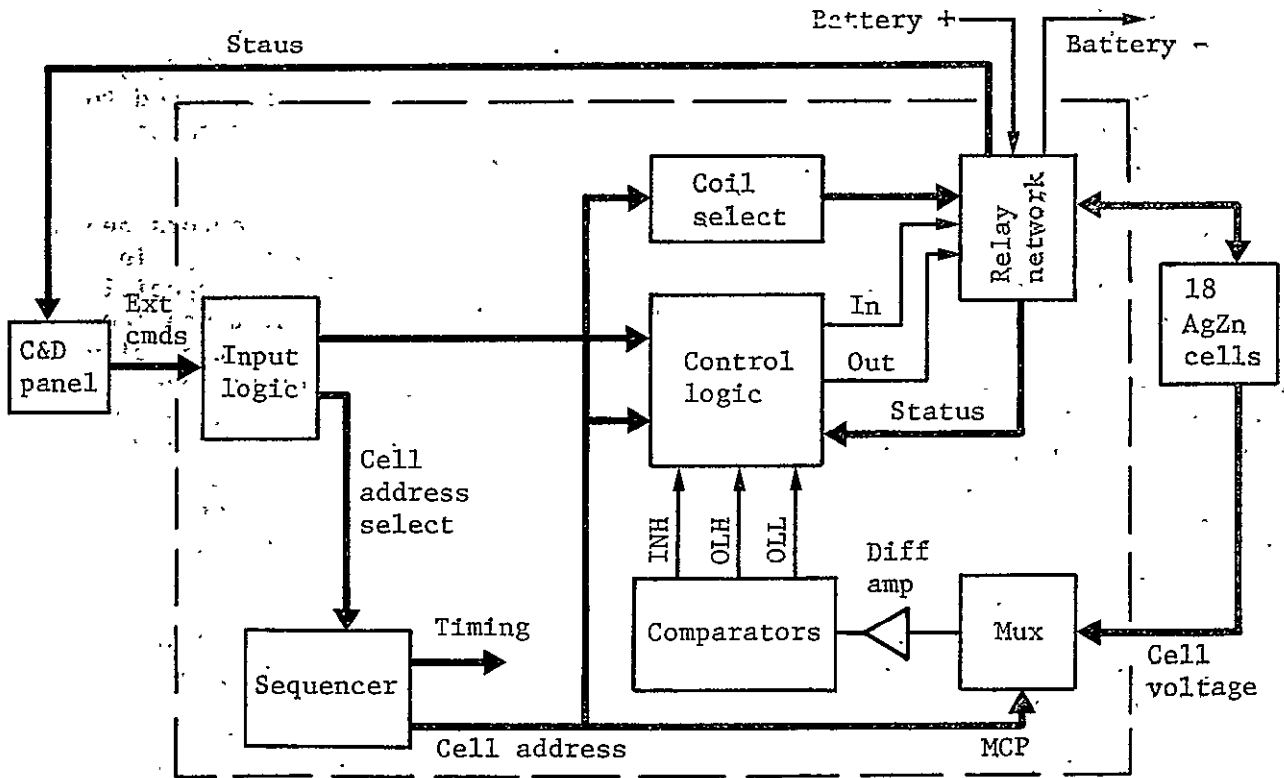 Battery +
Battery -
Staus
Coil
select
Relay
network
18
AgZn
cells
Ext
cmds
C&D
panel
Input
logic
In
Control
logic
Out
Status
Cell
address
select
INH
OLH
OLL
Diff
amp
Timing
Comparators
Mux
Sequencer
Cell
voltage
Cell address
MCP